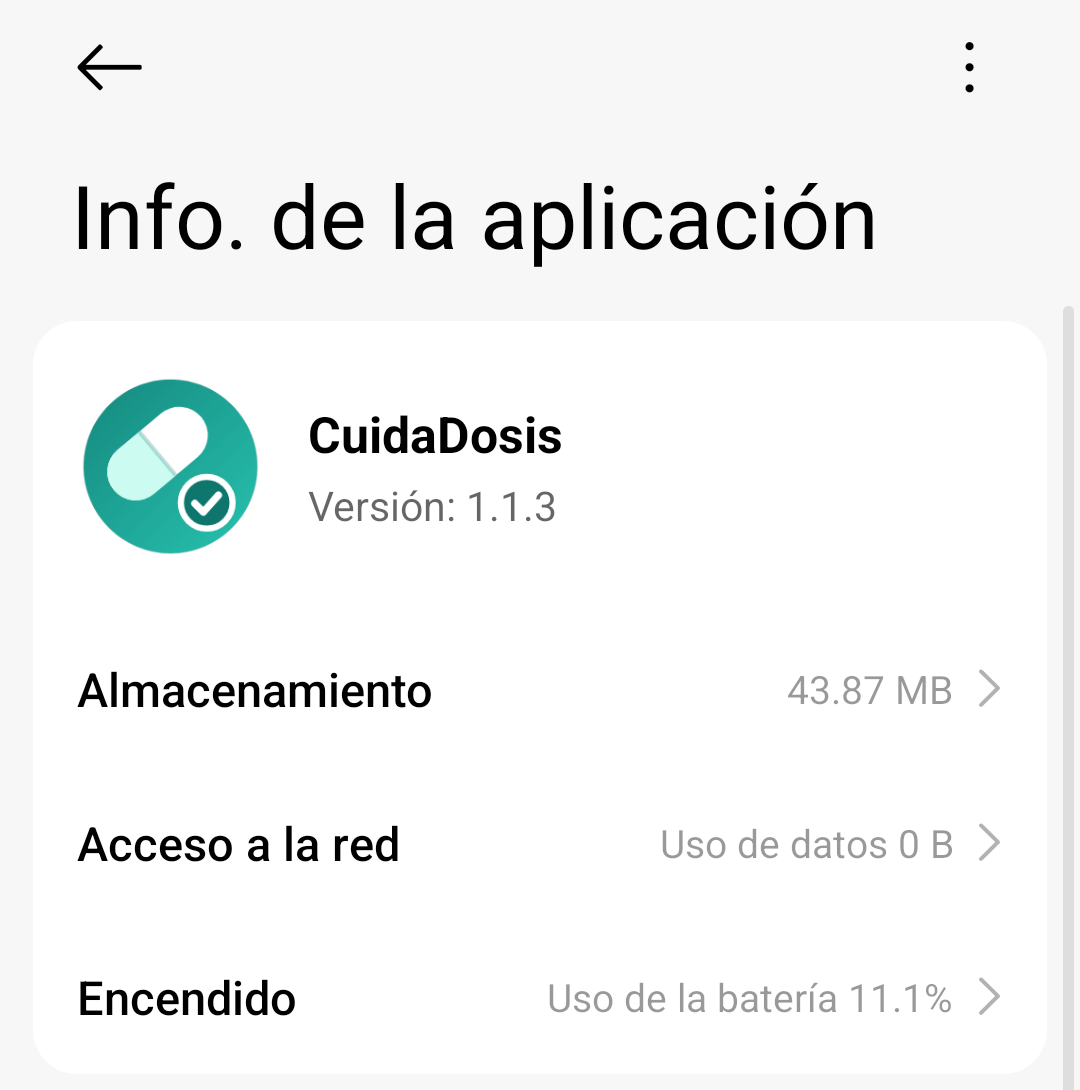 Info. de la aplicación
CuidaDosis
Versión: 1.1.3
Almacenamiento 43.87 MB
Acceso a la red Uso de datos 0 B
Encendido Uso de la batería 11.1%